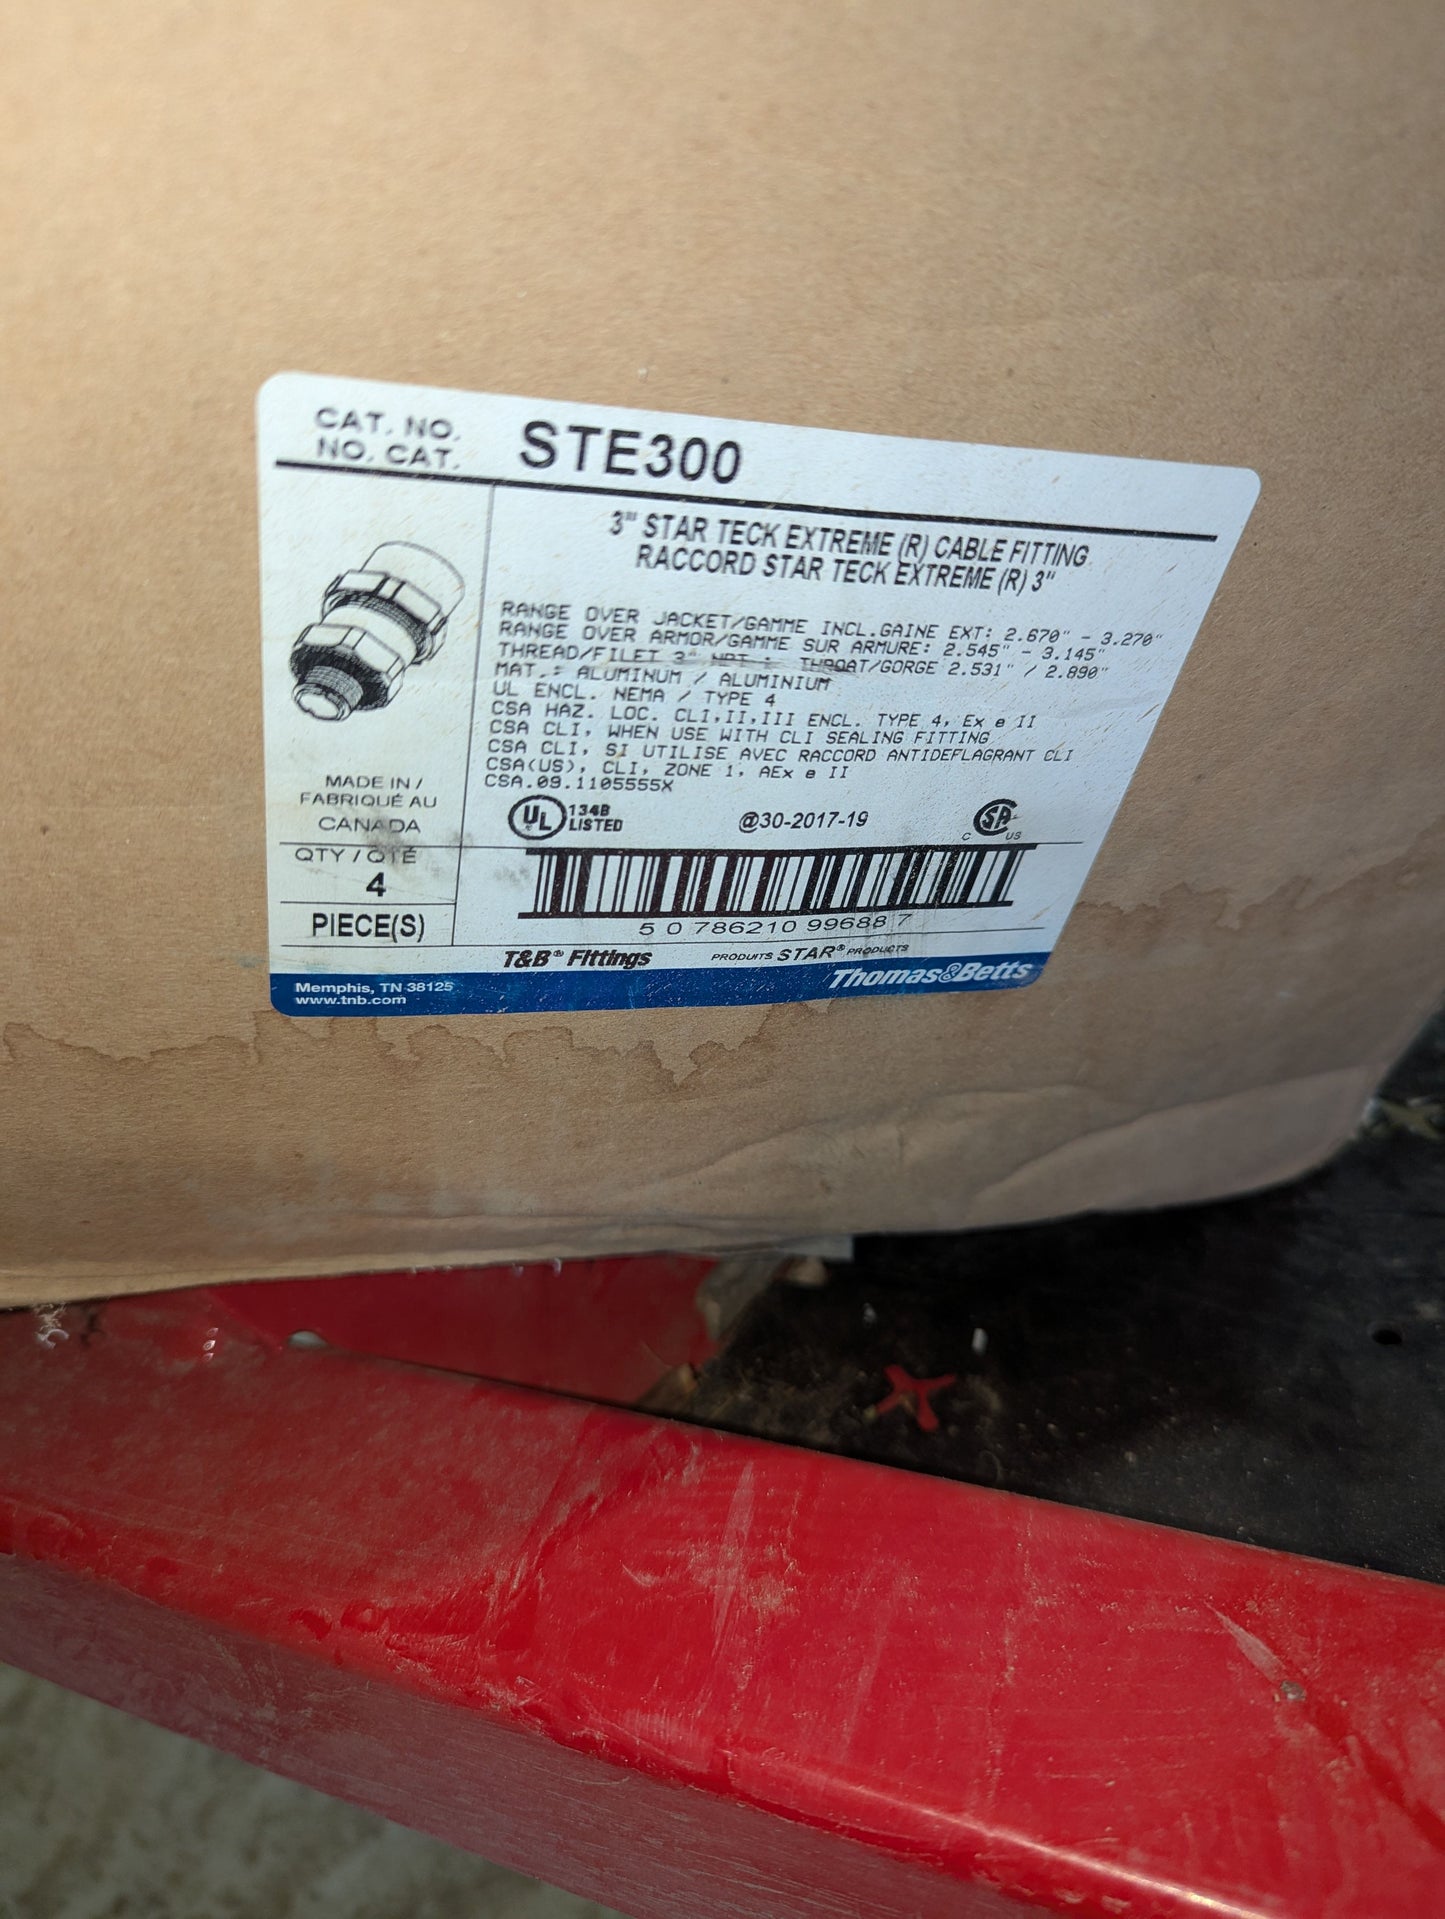 CAT. NO.
NO. CAT.
STE300
3" STAR TECK EXTREME (R) CABLE FITTING
RACCORD STAR TECK EXTREME (R) 3"
RANGE OVER JACKET/GAMME INCL.GAINE EXT: 2.670" - 3.270"
RANGE OVER ARMOR/GAMME SUR ARMURE: 2.545" - 3.145"
THREAD/FILET 3" NPT : THROAT/GORGE 2.531" / 2.890"
MAT.: ALUMINUM / ALUMINIUM
UL ENCL. NEMA / TYPE 4
CSA HAZ. LOC. CLI,II,III ENCL. TYPE 4, Ex e II
CSA CLI, WHEN USE WITH CLI SEALING FITTING
CSA CLI, SI UTILISE AVEC RACCORD ANTIDEFLAGRANT CLI
CSA(US), CLI, ZONE 1, AEx e II
CSA.09.1105555X
MADE IN /
FABRIQUÉ AU
CANADA
QTY / QTÉ
4
PIECE(S)
UL 134B
LISTED
@30-2017-19
C SA US
5 0 786210 99688 7
T&B® Fittings
PRODUITS STAR® PRODUCTS
Memphis, TN 38125
www.tnb.com
Thomas&Betts